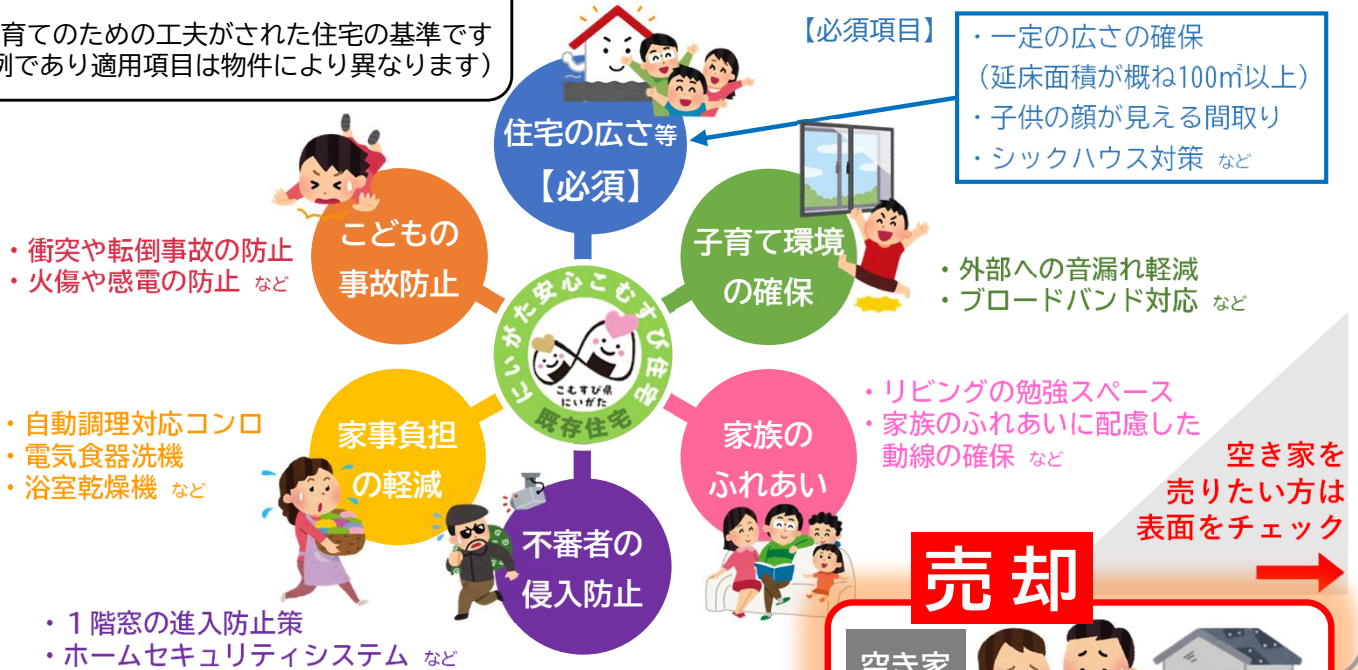 育てのための工夫がされた住宅の基準です
例であり適用項目は物件により異なります）
【必須項目】
・一定の広さの確保
（延床面積が概ね100㎡以上）
・子供の顔が見える間取り
・シックハウス対策 など
住宅の広さ等
【必須】
こどもの
事故防止
・衝突や転倒事故の防止
・火傷や感電の防止 など
子育て環境
の確保
・外部への音漏れ軽減
・ブロードバンド対応 など
にいがた安心こむすび住宅
こむすび県
にいがた
既存住宅
・自動調理対応コンロ
・電気食器洗機
・浴室乾燥機 など
家事負担
の軽減
家族の
ふれあい
・リビングの勉強スペース
・家族のふれあいに配慮した
動線の確保 など
不審者の
侵入防止
・１階窓の進入防止策
・ホームセキュリティシステム など
空き家を
売りたい方は
表面をチェック
売却
空き家